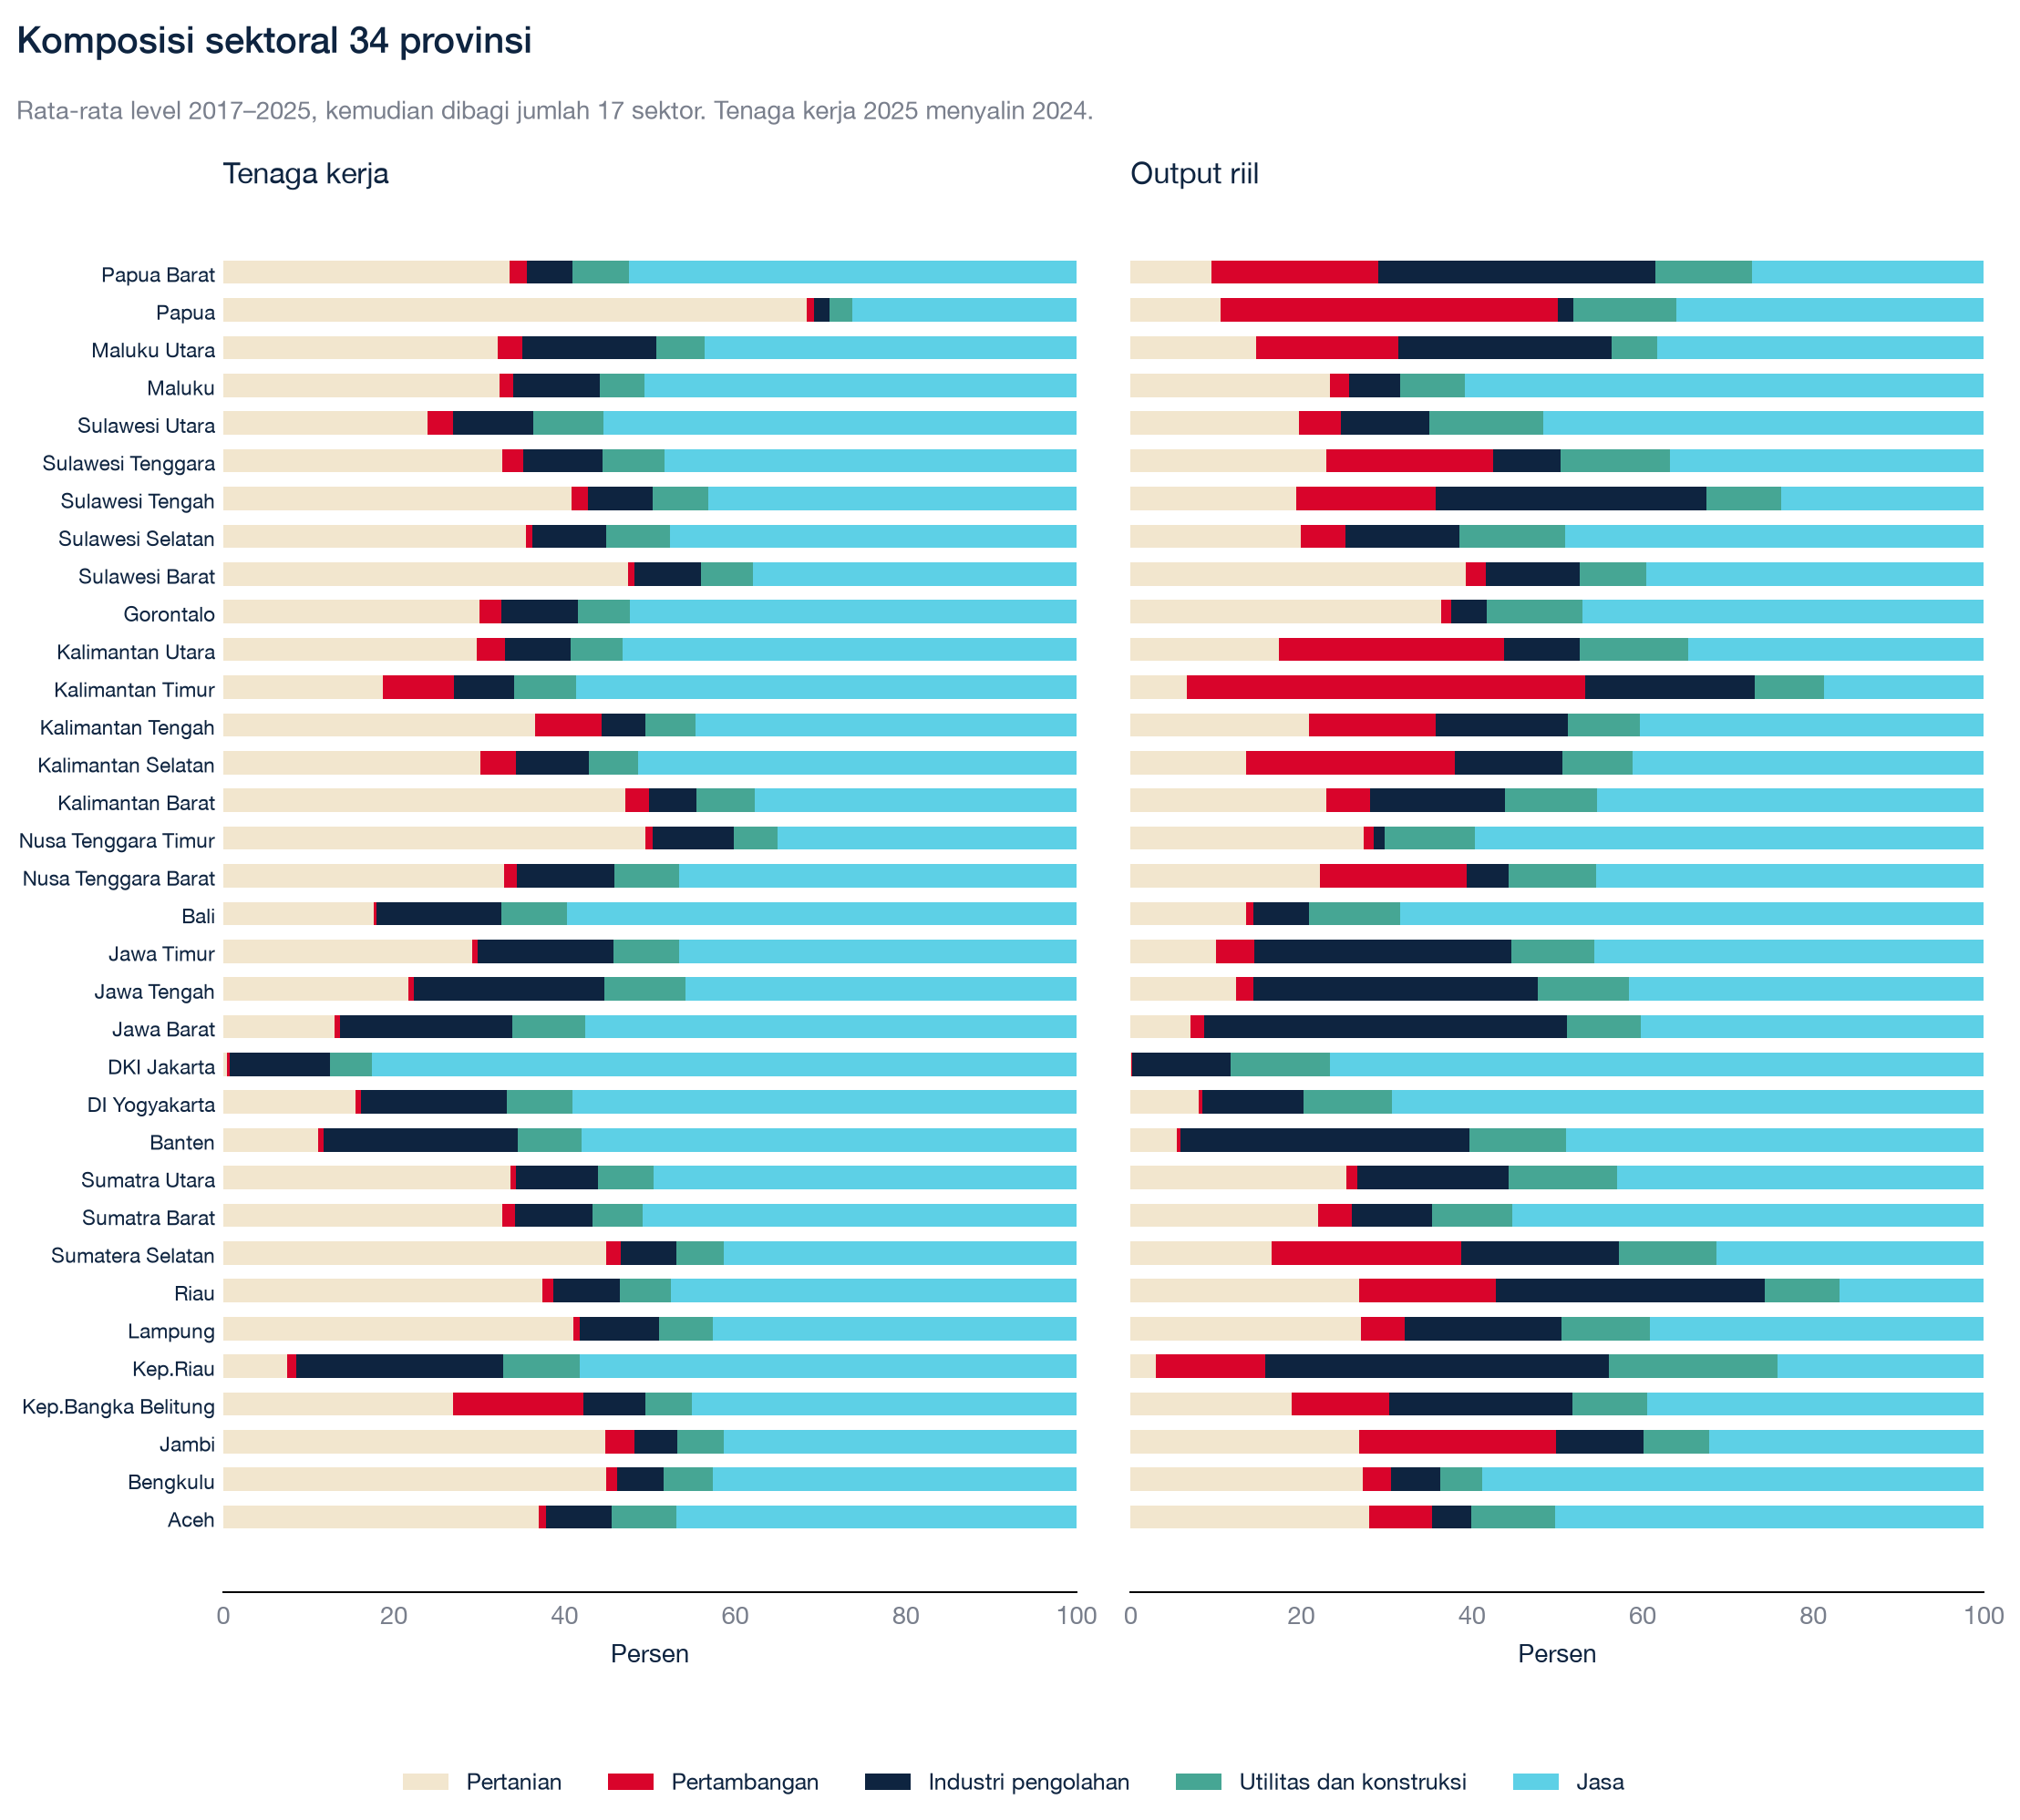 Komposisi sektoral 34 provinsi
Rata-rata level 2017–2025, kemudian dibagi jumlah 17 sektor. Tenaga kerja 2025 menyalin 2024.
Tenaga kerja
Output riil
Papua Barat
Papua
Maluku Utara
Maluku
Sulawesi Utara
Sulawesi Tenggara
Sulawesi Tengah
Sulawesi Selatan
Sulawesi Barat
Gorontalo
Kalimantan Utara
Kalimantan Timur
Kalimantan Tengah
Kalimantan Selatan
Kalimantan Barat
Nusa Tenggara Timur
Nusa Tenggara Barat
Bali
Jawa Timur
Jawa Tengah
Jawa Barat
DKI Jakarta
DI Yogyakarta
Banten
Sumatra Utara
Sumatra Barat
Sumatera Selatan
Riau
Lampung
Kep.Riau
Kep.Bangka Belitung
Jambi
Bengkulu
Aceh
0 20 40 60 80 100
Persen
0 20 40 60 80 100
Persen
Pertanian
Pertambangan
Industri pengolahan
Utilitas dan konstruksi
Jasa